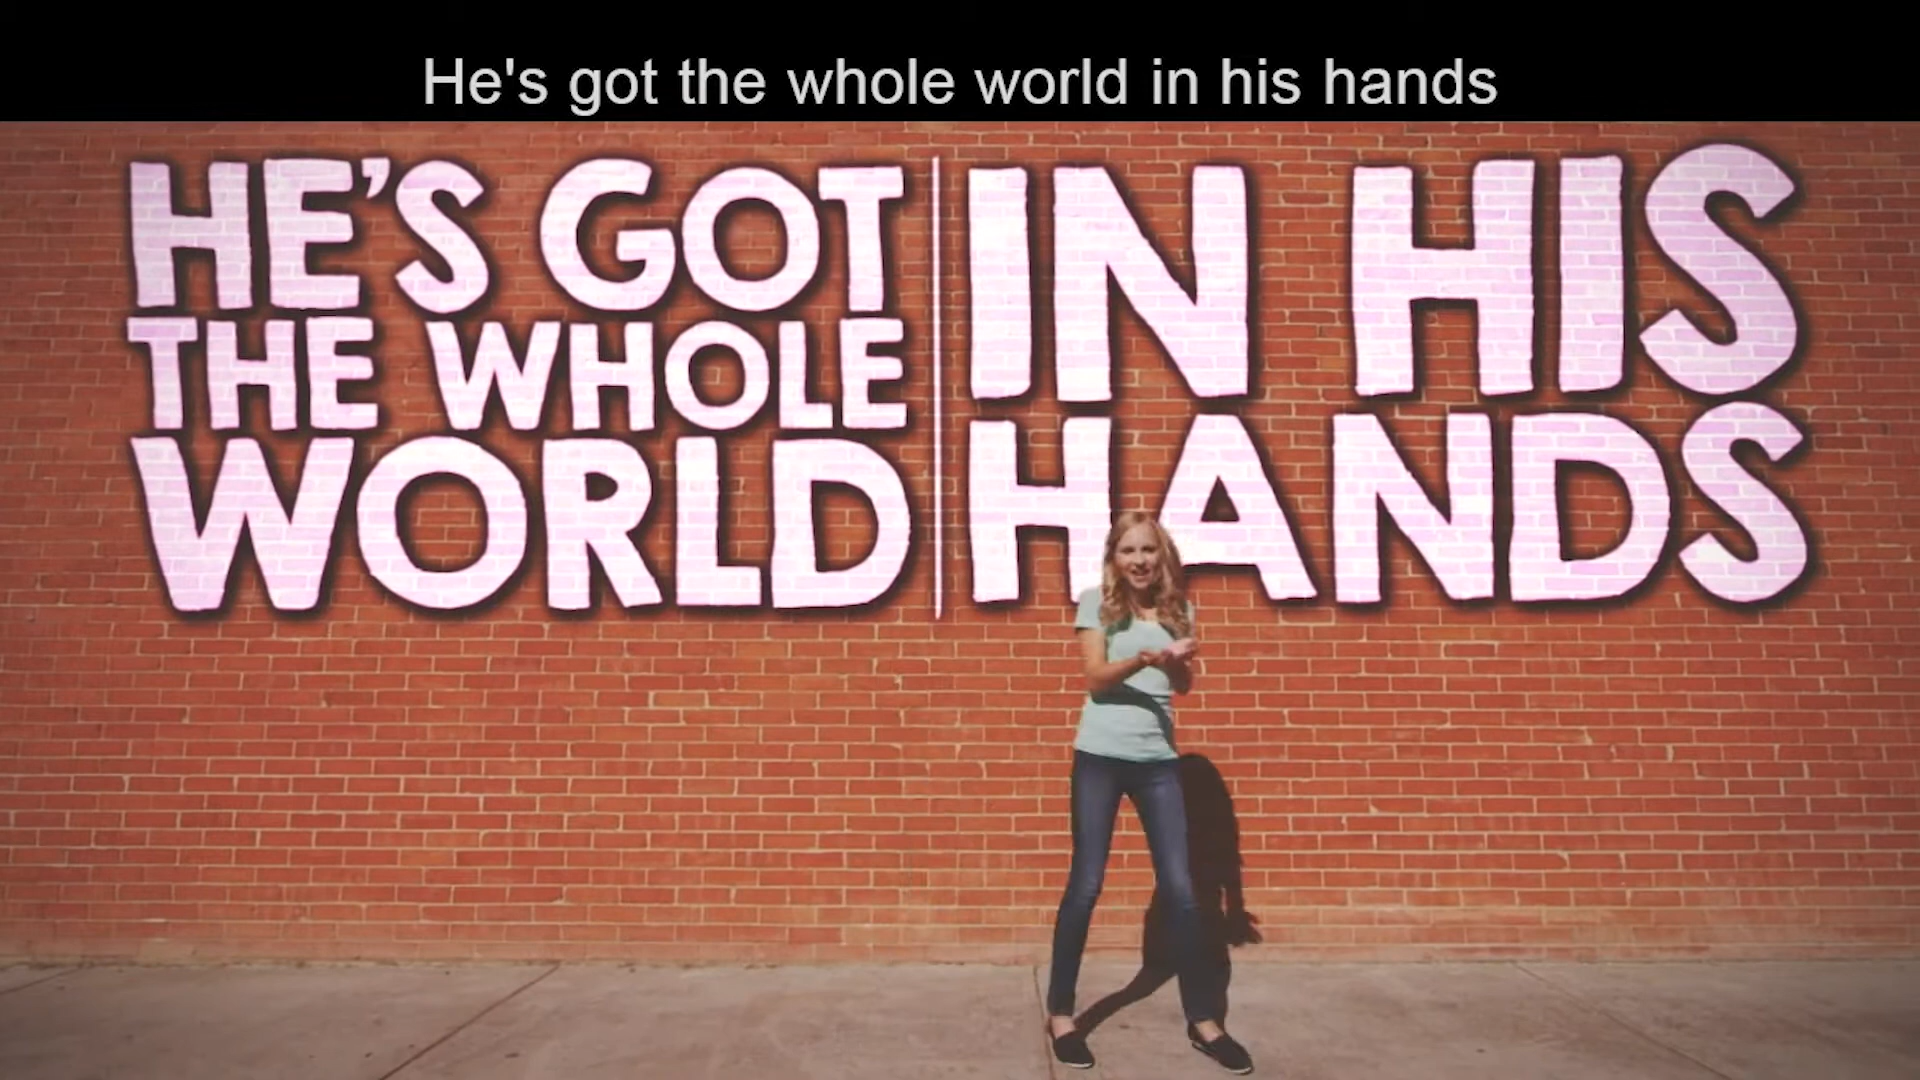 He's got the whole world in his hands
HE'S GOT
THE WHOLE
WORLD
IN HIS
HANDS